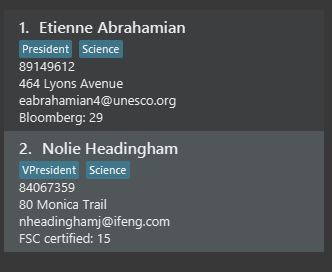 1. Etienne Abrahamian
President Science
89149612
464 Lyons Avenue
eabrahamian4@unesco.org
Bloomberg: 29
2. Nolie Headingham
VPresident Science
84067359
80 Monica Trail
nheadinghamj@ifeng.com
FSC certified: 15